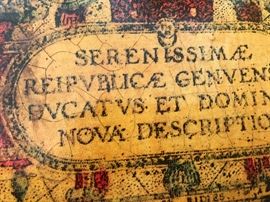 SERENISSIMÆ
REIPVBLICÆ GENVENS
DVCATVS ET DOMIN
NOVA DESCRIPTIO